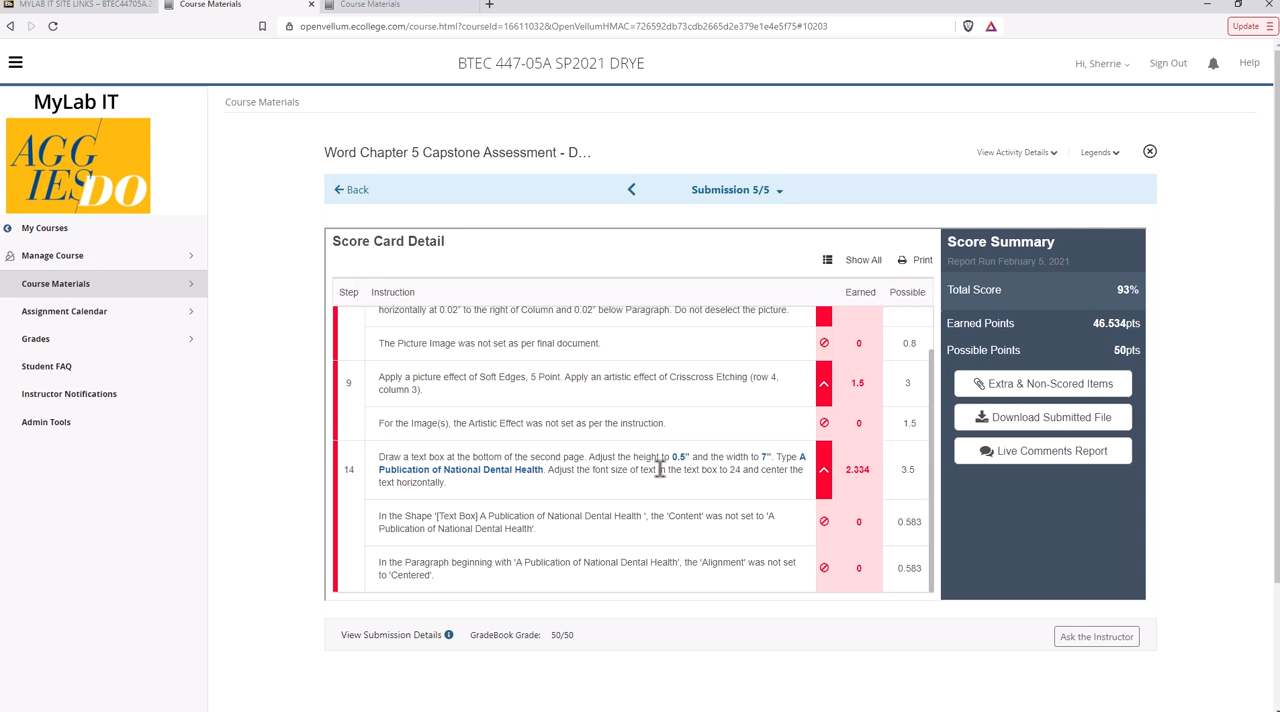 MYLAB IT SITE LINKS – BTEC44705A.2
Course Materials
Course Materials
openvellum.ecollege.com/course.html?courseId=16611032&OpenVellumHMAC=726592db73cdb2665d2e379e1e4e5f75#10203
Update
BTEC 447-05A SP2021 DRYE
Hi, Sherrie
Sign Out
Help
MyLab IT
AGG
IES DO
My Courses
Manage Course
Course Materials
Assignment Calendar
Grades
Student FAQ
Instructor Notifications
Admin Tools
Course Materials
Word Chapter 5 Capstone Assessment - D…
View Activity Details
Legends
Back
Submission 5/5
Score Card Detail
Show All
Print
Step Instruction Earned Possible
horizontally at 0.02" to the right of Column and 0.02" below Paragraph. Do not deselect the picture.
The Picture Image was not set as per final document. 0 0.8
9 Apply a picture effect of Soft Edges, 5 Point. Apply an artistic effect of Crisscross Etching (row 4, 1.5 3
column 3).
For the Image(s), the Artistic Effect was not set as per the instruction. 0 1.5
Draw a text box at the bottom of the second page. Adjust the height to 0.5" and the width to 7". Type A
14 Publication of National Dental Health. Adjust the font size of text in the text box to 24 and center the 2.334 3.5
text horizontally.
In the Shape '[Text Box] A Publication of National Dental Health ', the 'Content' was not set to 'A 0 0.583
Publication of National Dental Health'.
In the Paragraph beginning with 'A Publication of National Dental Health', the 'Alignment' was not set 0 0.583
to 'Centered'.
Score Summary
Report Run February 5, 2021
Total Score 93%
Earned Points 46.534pts
Possible Points 50pts
Extra & Non-Scored Items
Download Submitted File
Live Comments Report
View Submission Details
GradeBook Grade: 50/50
Ask the Instructor